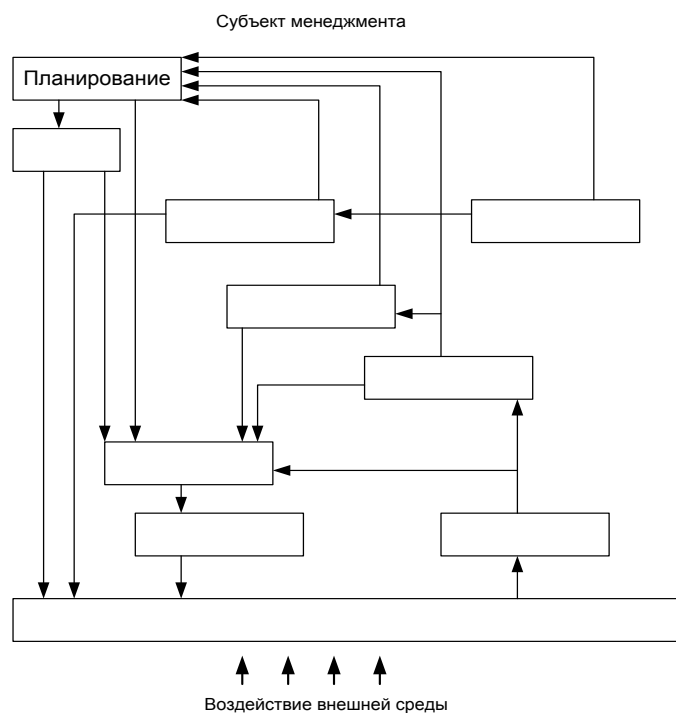 Субъект менеджмента
Планирование
Воздействие внешней среды